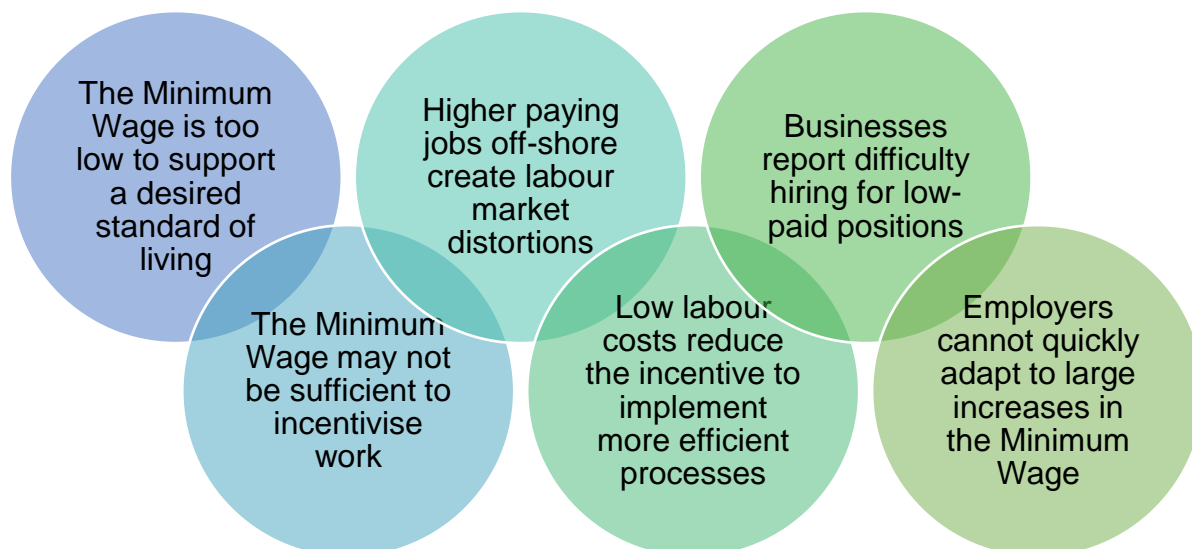 The Minimum
Wage is too
low to support
a desired
standard of
living
The Minimum
Wage may not
be sufficient to
incentivise
work
Higher paying
jobs off-shore
create labour
market
distortions
Low labour
costs reduce
the incentive to
implement
more efficient
processes
Businesses
report difficulty
hiring for low-
paid positions
Employers
cannot quickly
adapt to large
increases in
the Minimum
Wage